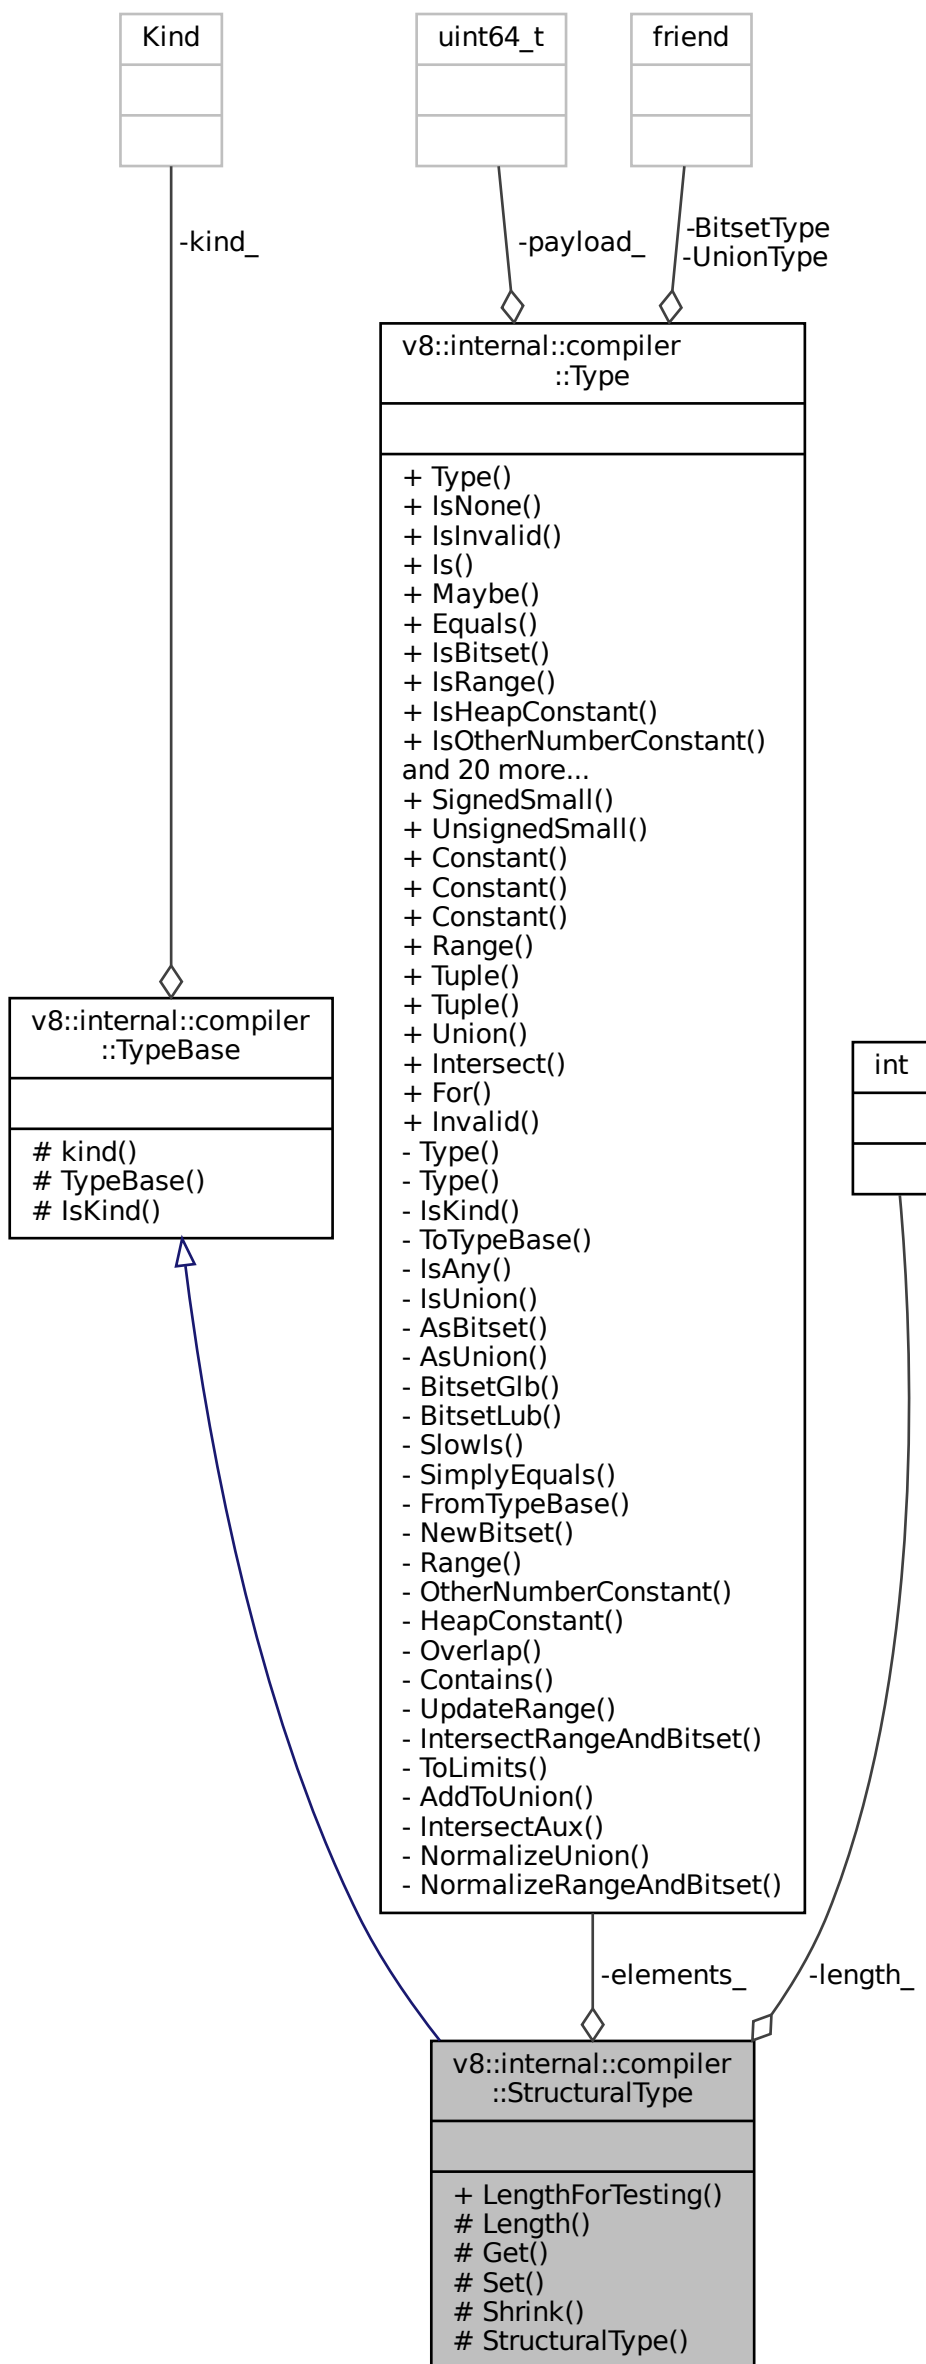 Kind
uint64_t
friend
-kind_
-payload_
-BitsetType
-UnionType
v8::internal::compiler
::Type
+ Type()
+ IsNone()
+ IsInvalid()
+ Is()
+ Maybe()
+ Equals()
+ IsBitset()
+ IsRange()
+ IsHeapConstant()
+ IsOtherNumberConstant()
and 20 more...
+ SignedSmall()
+ UnsignedSmall()
+ Constant()
+ Constant()
+ Constant()
+ Range()
+ Tuple()
+ Tuple()
+ Union()
+ Intersect()
+ For()
+ Invalid()
- Type()
- Type()
- IsKind()
- ToTypeBase()
- IsAny()
- IsUnion()
- AsBitset()
- AsUnion()
- BitsetGlb()
- BitsetLub()
- SlowIs()
- SimplyEquals()
- FromTypeBase()
- NewBitset()
- Range()
- OtherNumberConstant()
- HeapConstant()
- Overlap()
- Contains()
- UpdateRange()
- IntersectRangeAndBitset()
- ToLimits()
- AddToUnion()
- IntersectAux()
- NormalizeUnion()
- NormalizeRangeAndBitset()
v8::internal::compiler
::TypeBase
# kind()
# TypeBase()
# IsKind()
int
-elements_
-length_
v8::internal::compiler
::StructuralType
+ LengthForTesting()
# Length()
# Get()
# Set()
# Shrink()
# StructuralType()